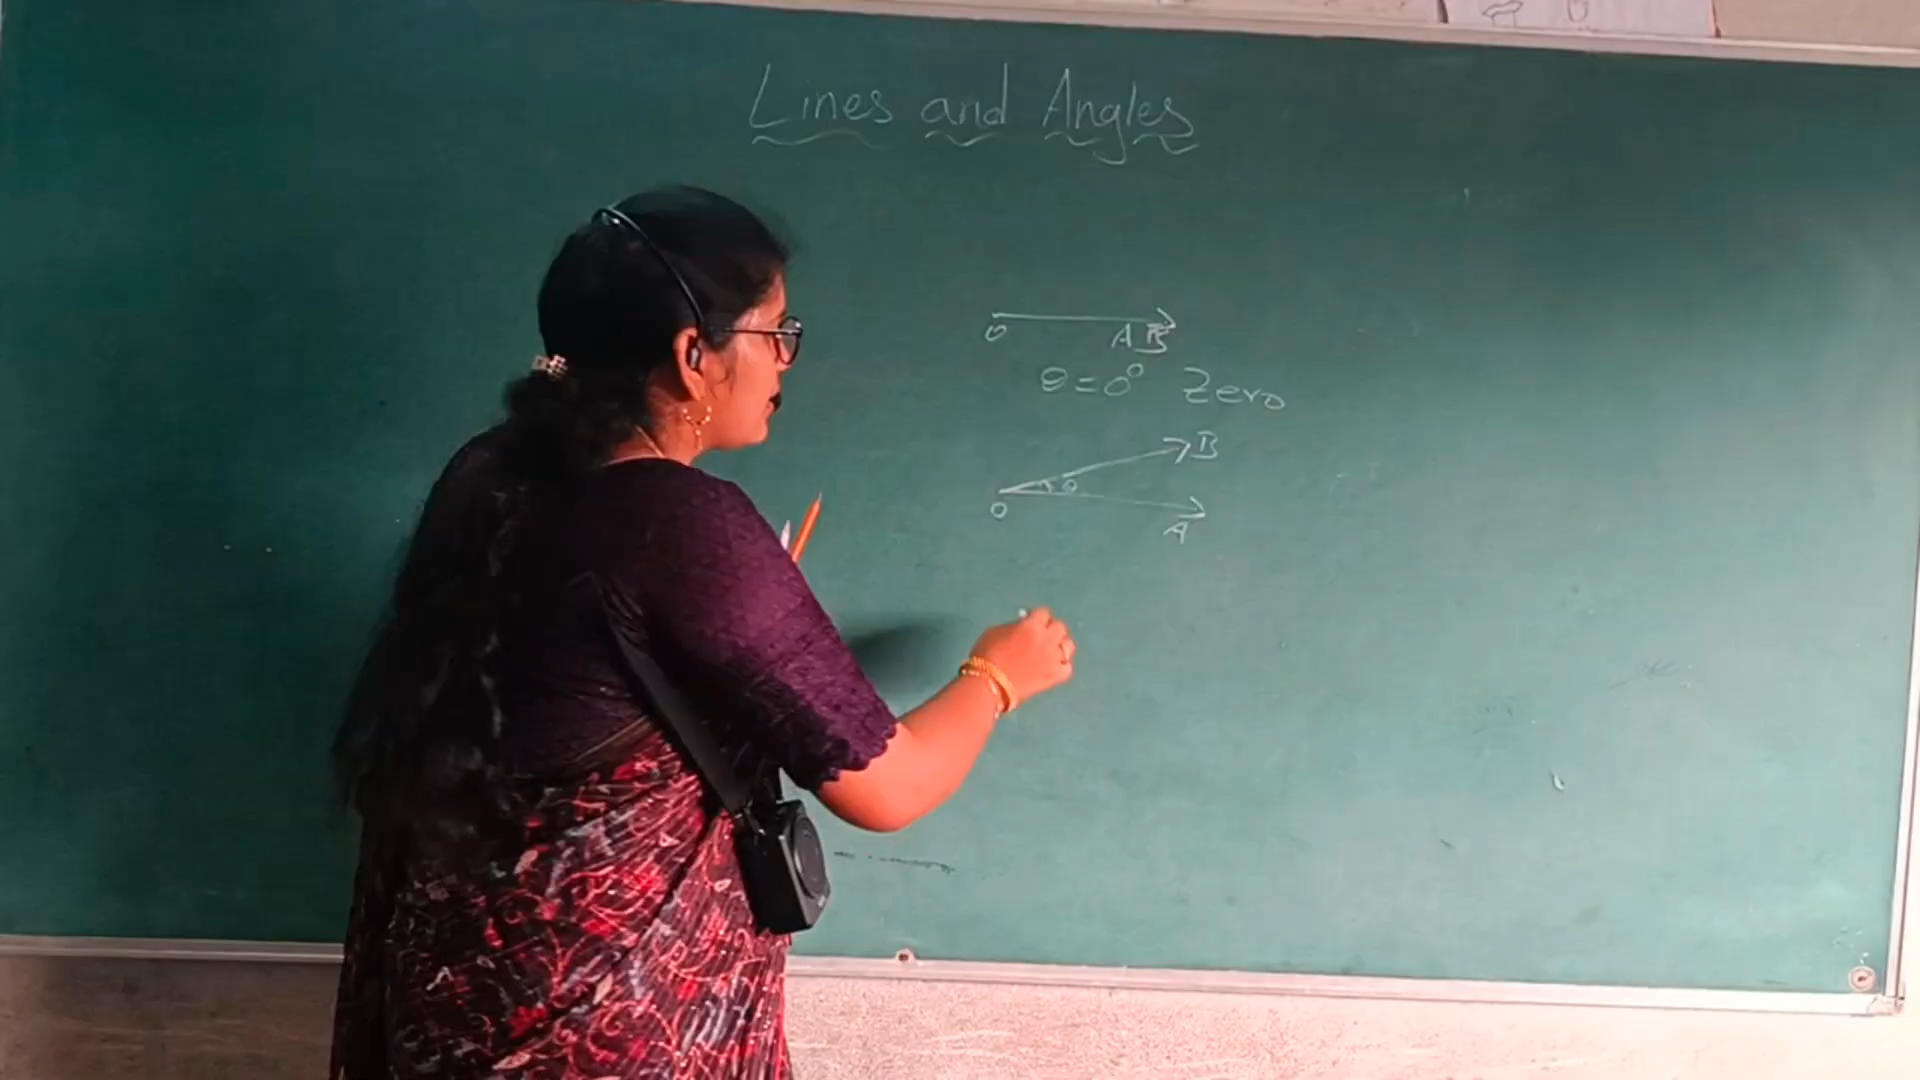 Lines and Angles
O A B
θ = 0° Zero
B
θ
O
A